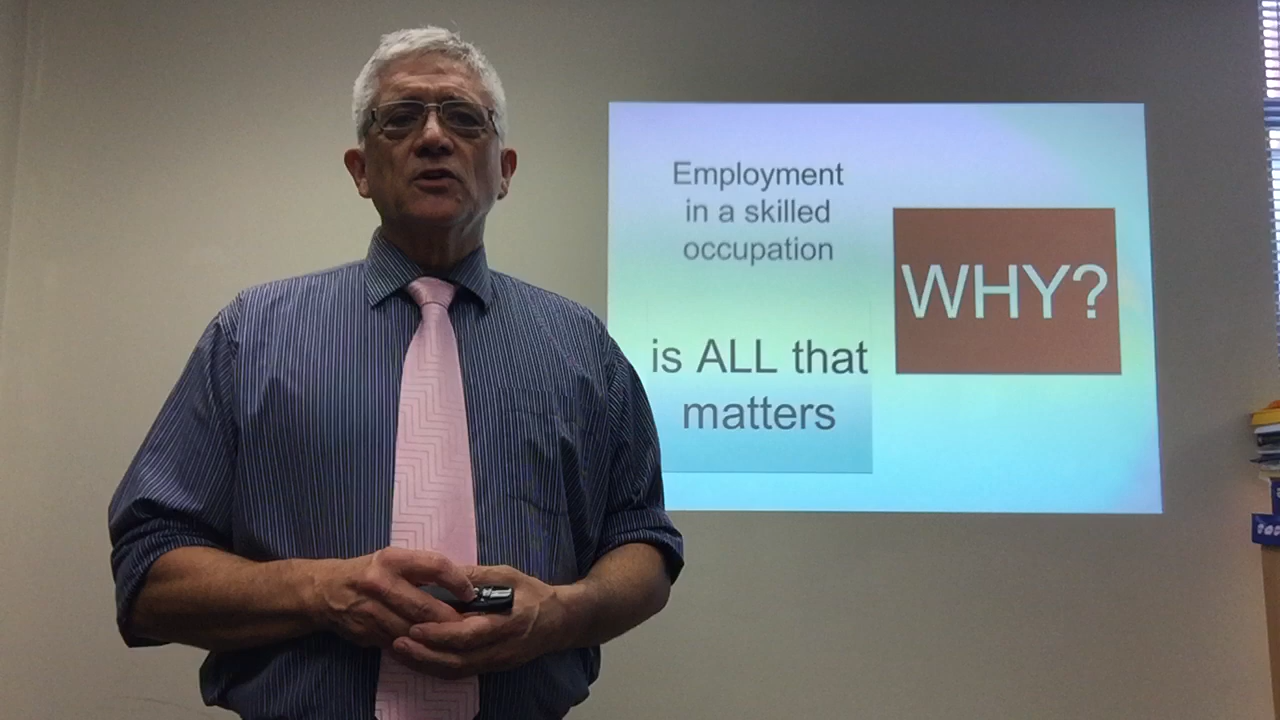 Employment
in a skilled
occupation
is ALL that
matters
WHY?